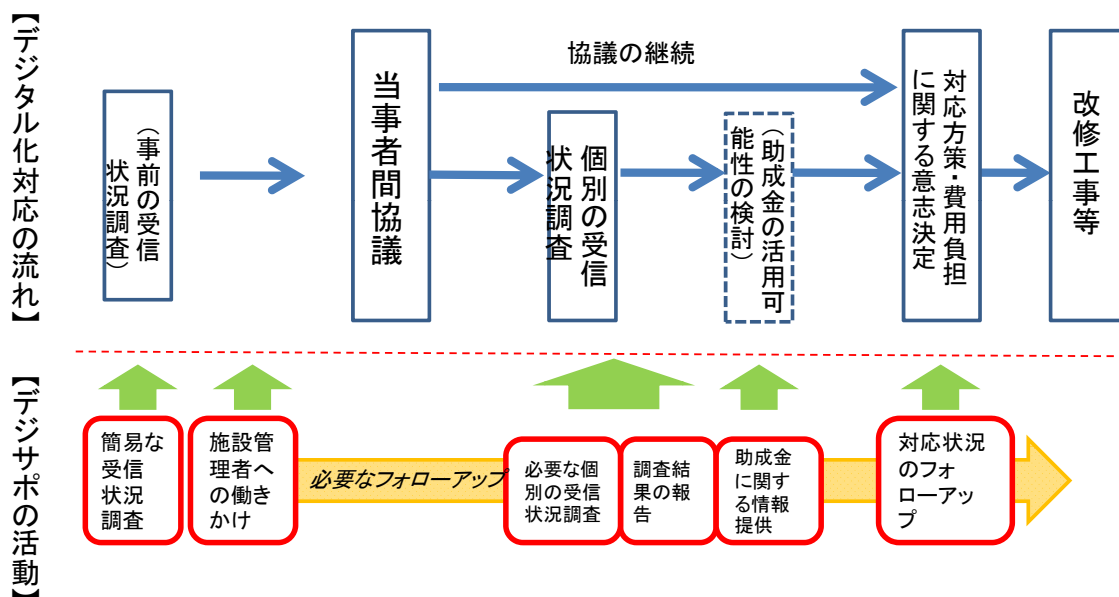 【デジタル化対応の流れ】
（事前の受信
状況調査）
当事者間協議
協議の継続
個別の受信
状況調査
（助成金の活用可
能性の検討）
対応方策・費用負担
に関する意志決定
改修工事等
【デジサポの活動】
簡易な
受信
状況
調査
施設管
理者へ
の働き
かけ
必要なフォローアップ
必要な個
別の受信
状況調査
調査結
果の報
告
助成金
に関す
る情報
提供
対応状況
のフォ
ローアッ
プ